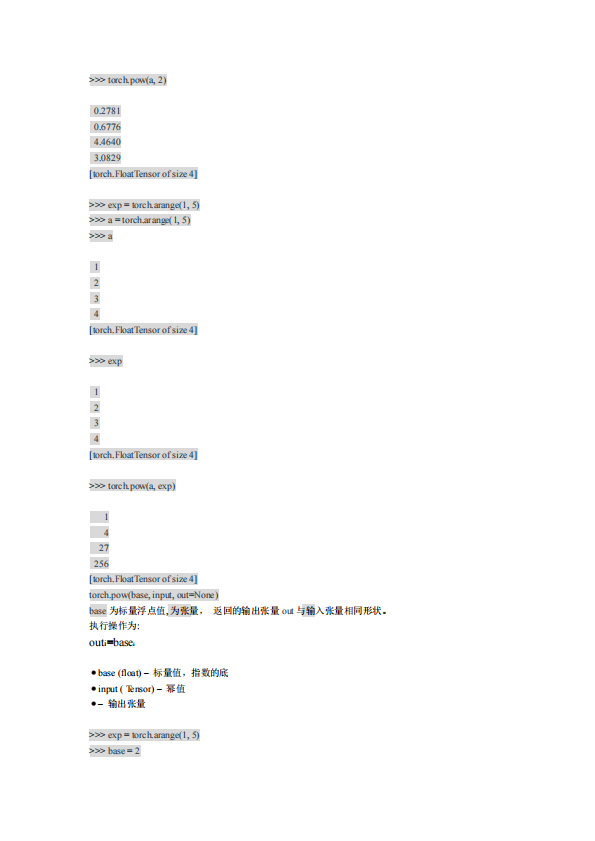 >>> torch.pow(a, 2)
0.2781
0.6776
4.4640
3.0829
[torch.FloatTensor of size 4]
>>> exp = torch.arange(1, 5)
>>> a = torch.arange(1, 5)
>>> a
1
2
3
4
[torch.FloatTensor of size 4]
>>> exp
1
2
3
4
[torch.FloatTensor of size 4]
>>> torch.pow(a, exp)
1
4
27
256
[torch.FloatTensor of size 4]
torch.pow(base, input, out=None)
base 为标量浮点值, 为张量， 返回的输出张量 out 与输入张量相同形状。
执行操作为:
outi=basei
● base (float) – 标量值，指数的底
● input ( Tensor) – 幂值
● – 输出张量
>>> exp = torch.arange(1, 5)
>>> base = 2